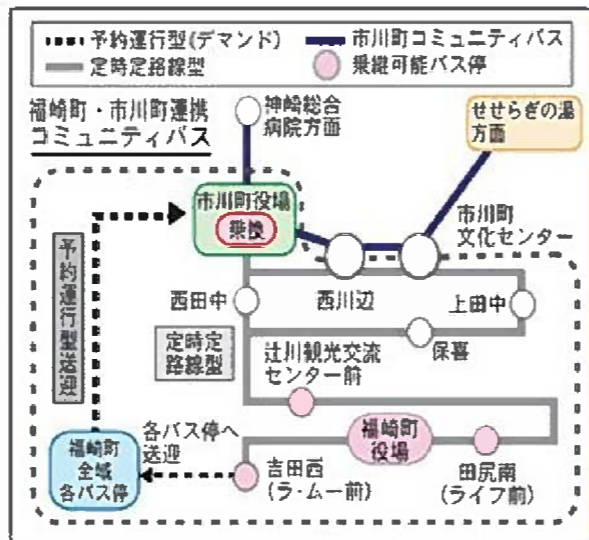 予約運行型(デマンド)
市川町コミュニティバス
定時定路線型
乗継可能バス停
福崎町・市川町連携
コミュニティバス
神崎総合
病院方面
せせらぎの湯
方面
市川町役場
乗換
市川町
文化センター
予約運行型送迎
西田中
西川辺
上田中
定時定
路線型
保喜
辻川観光交流
センター前
各バス停へ
送迎
福崎町
役場
福崎町
全域
各バス停
吉田西
(ラ・ムー前)
田尻南
(ライフ前)